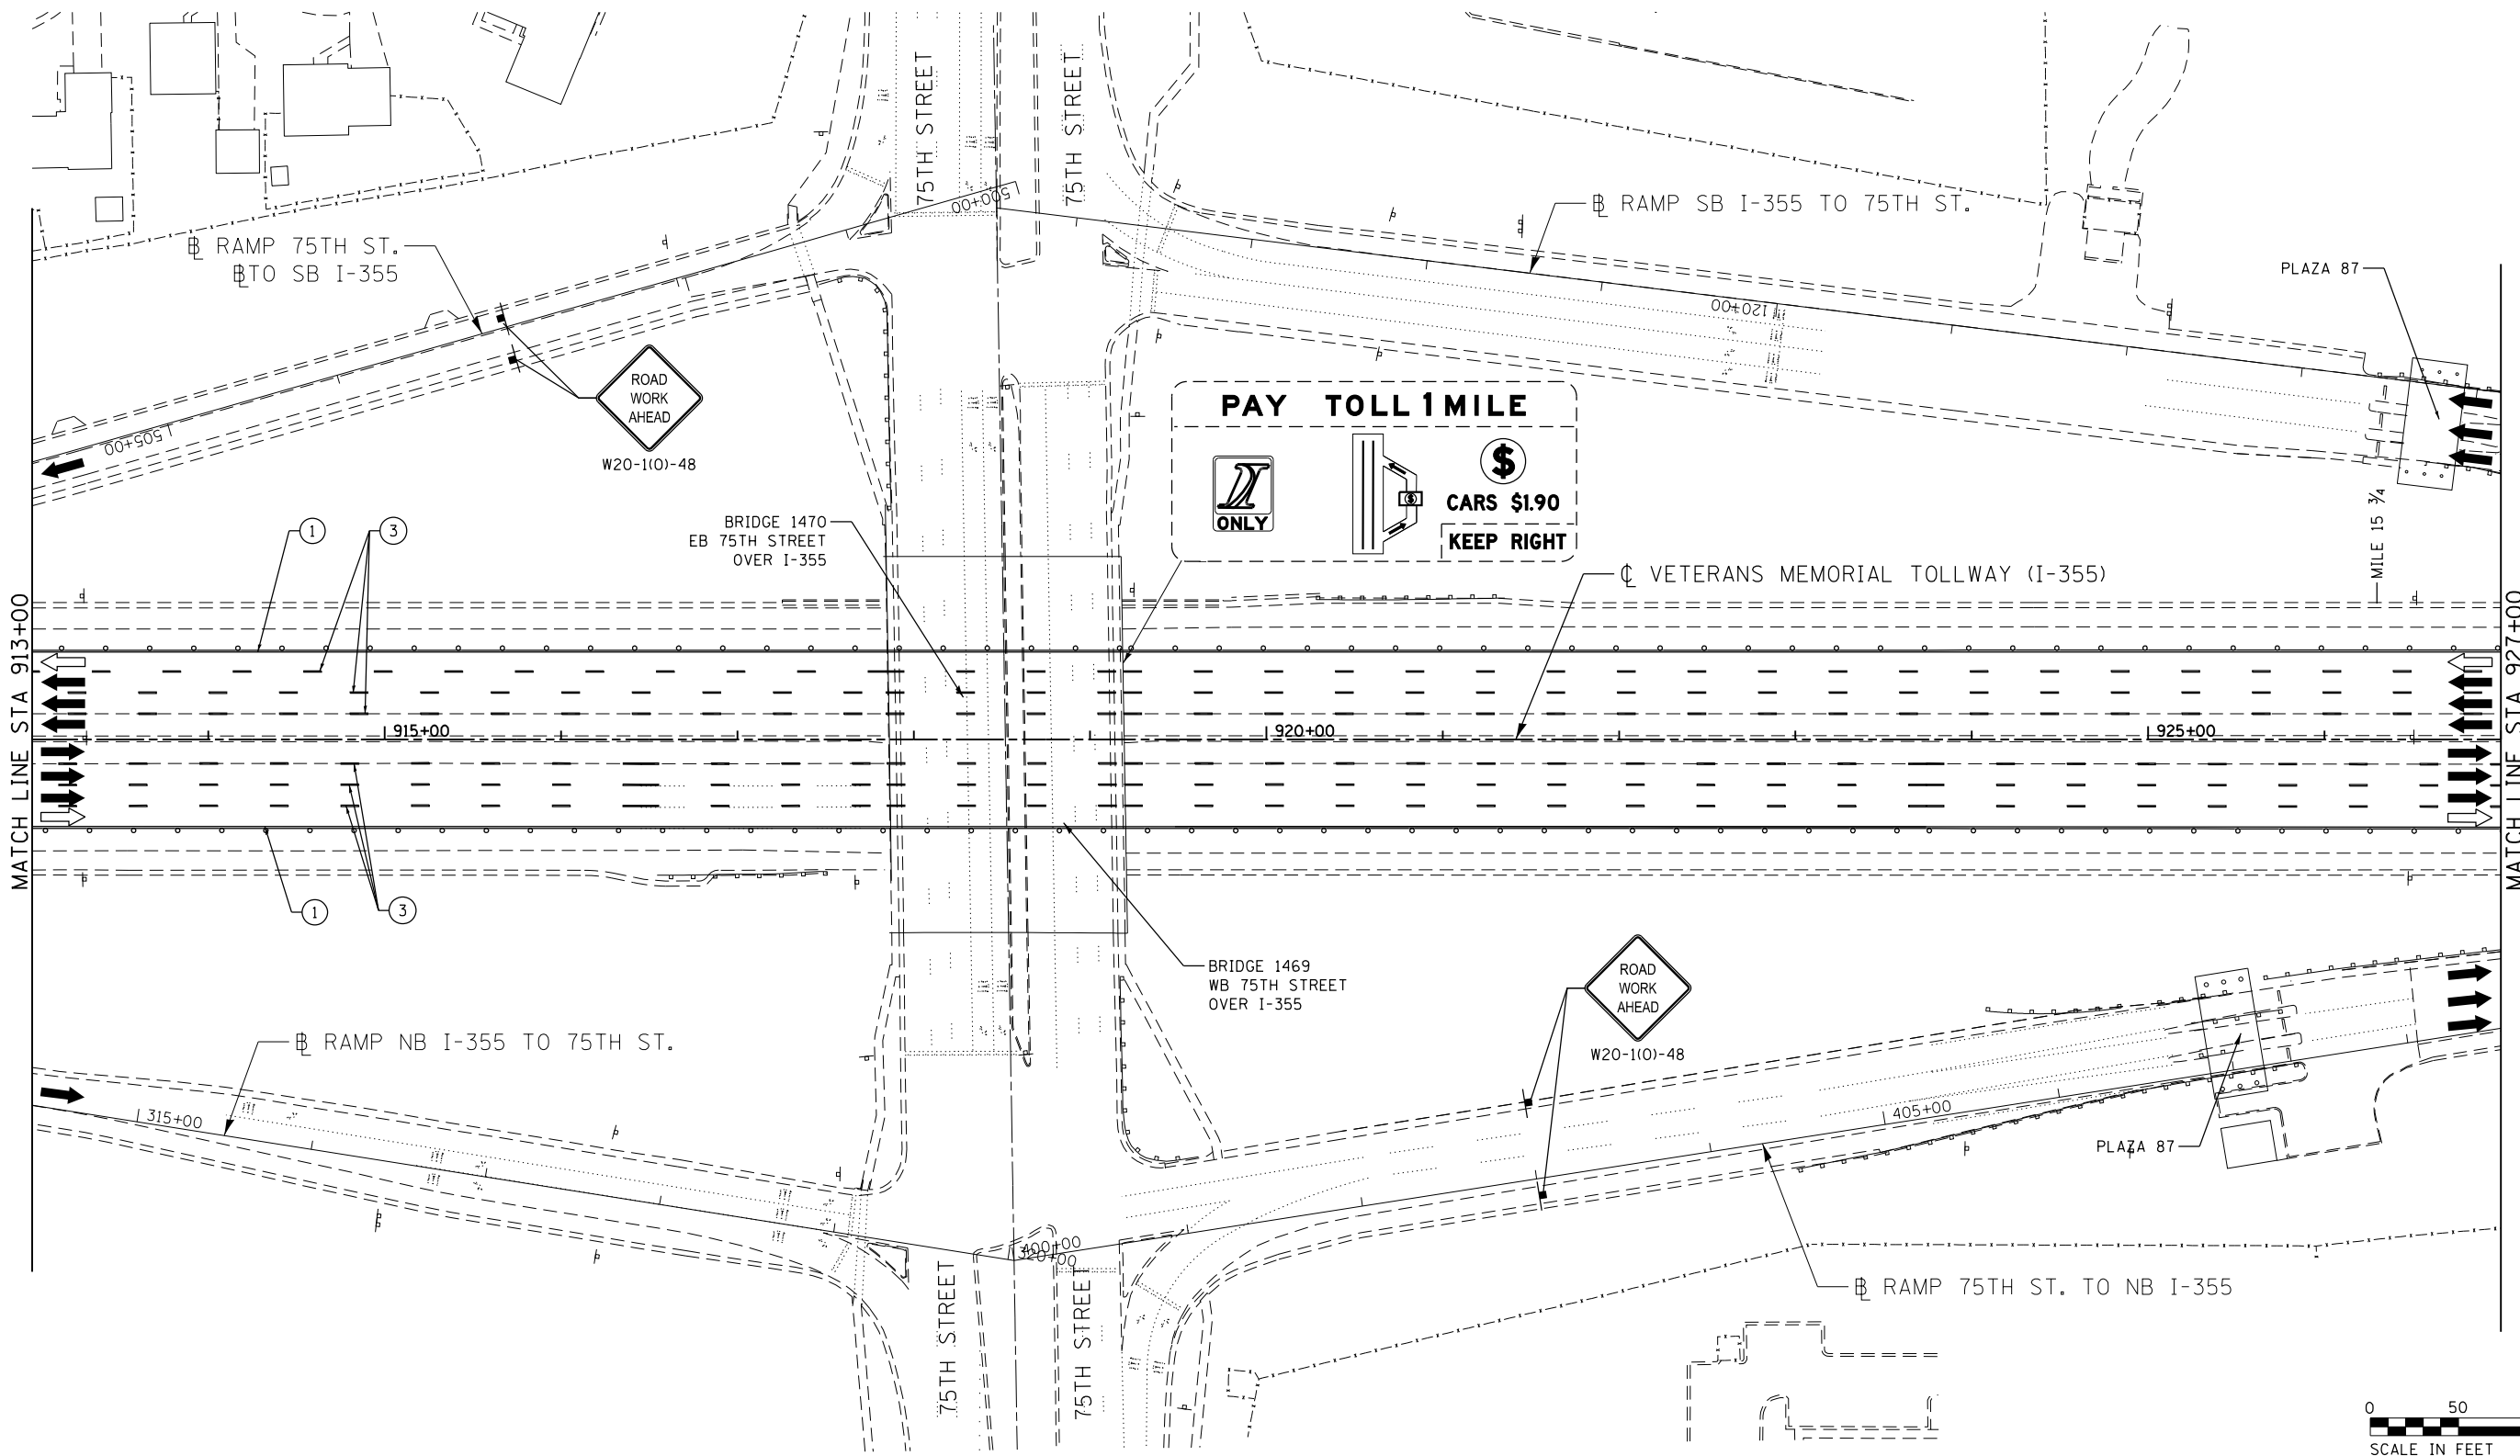 75TH STREET
75TH STREET
500+00
℄ RAMP SB I-355 TO 75TH ST.
℄ RAMP 75TH ST.
℄TO SB I-355
PLAZA 87
120+00
ROAD
WORK
AHEAD
W20-1(O)-48
505+00
PAY TOLL 1 MILE
ONLY
$
$
CARS $1.90
KEEP RIGHT
MILE 15 ¾
BRIDGE 1470
EB 75TH STREET
OVER I-355
1
3
℄ VETERANS MEMORIAL TOLLWAY (I-355)
MATCH LINE STA 913+00
MATCH LINE STA 927+00
915+00
920+00
925+00
1
3
BRIDGE 1469
WB 75TH STREET
OVER I-355
ROAD
WORK
AHEAD
W20-1(O)-48
℄ RAMP NB I-355 TO 75TH ST.
315+00
405+00
PLAZA 87
400+00
320+00
75TH STREET
75TH STREET
℄ RAMP 75TH ST. TO NB I-355
0 50
SCALE IN FEET